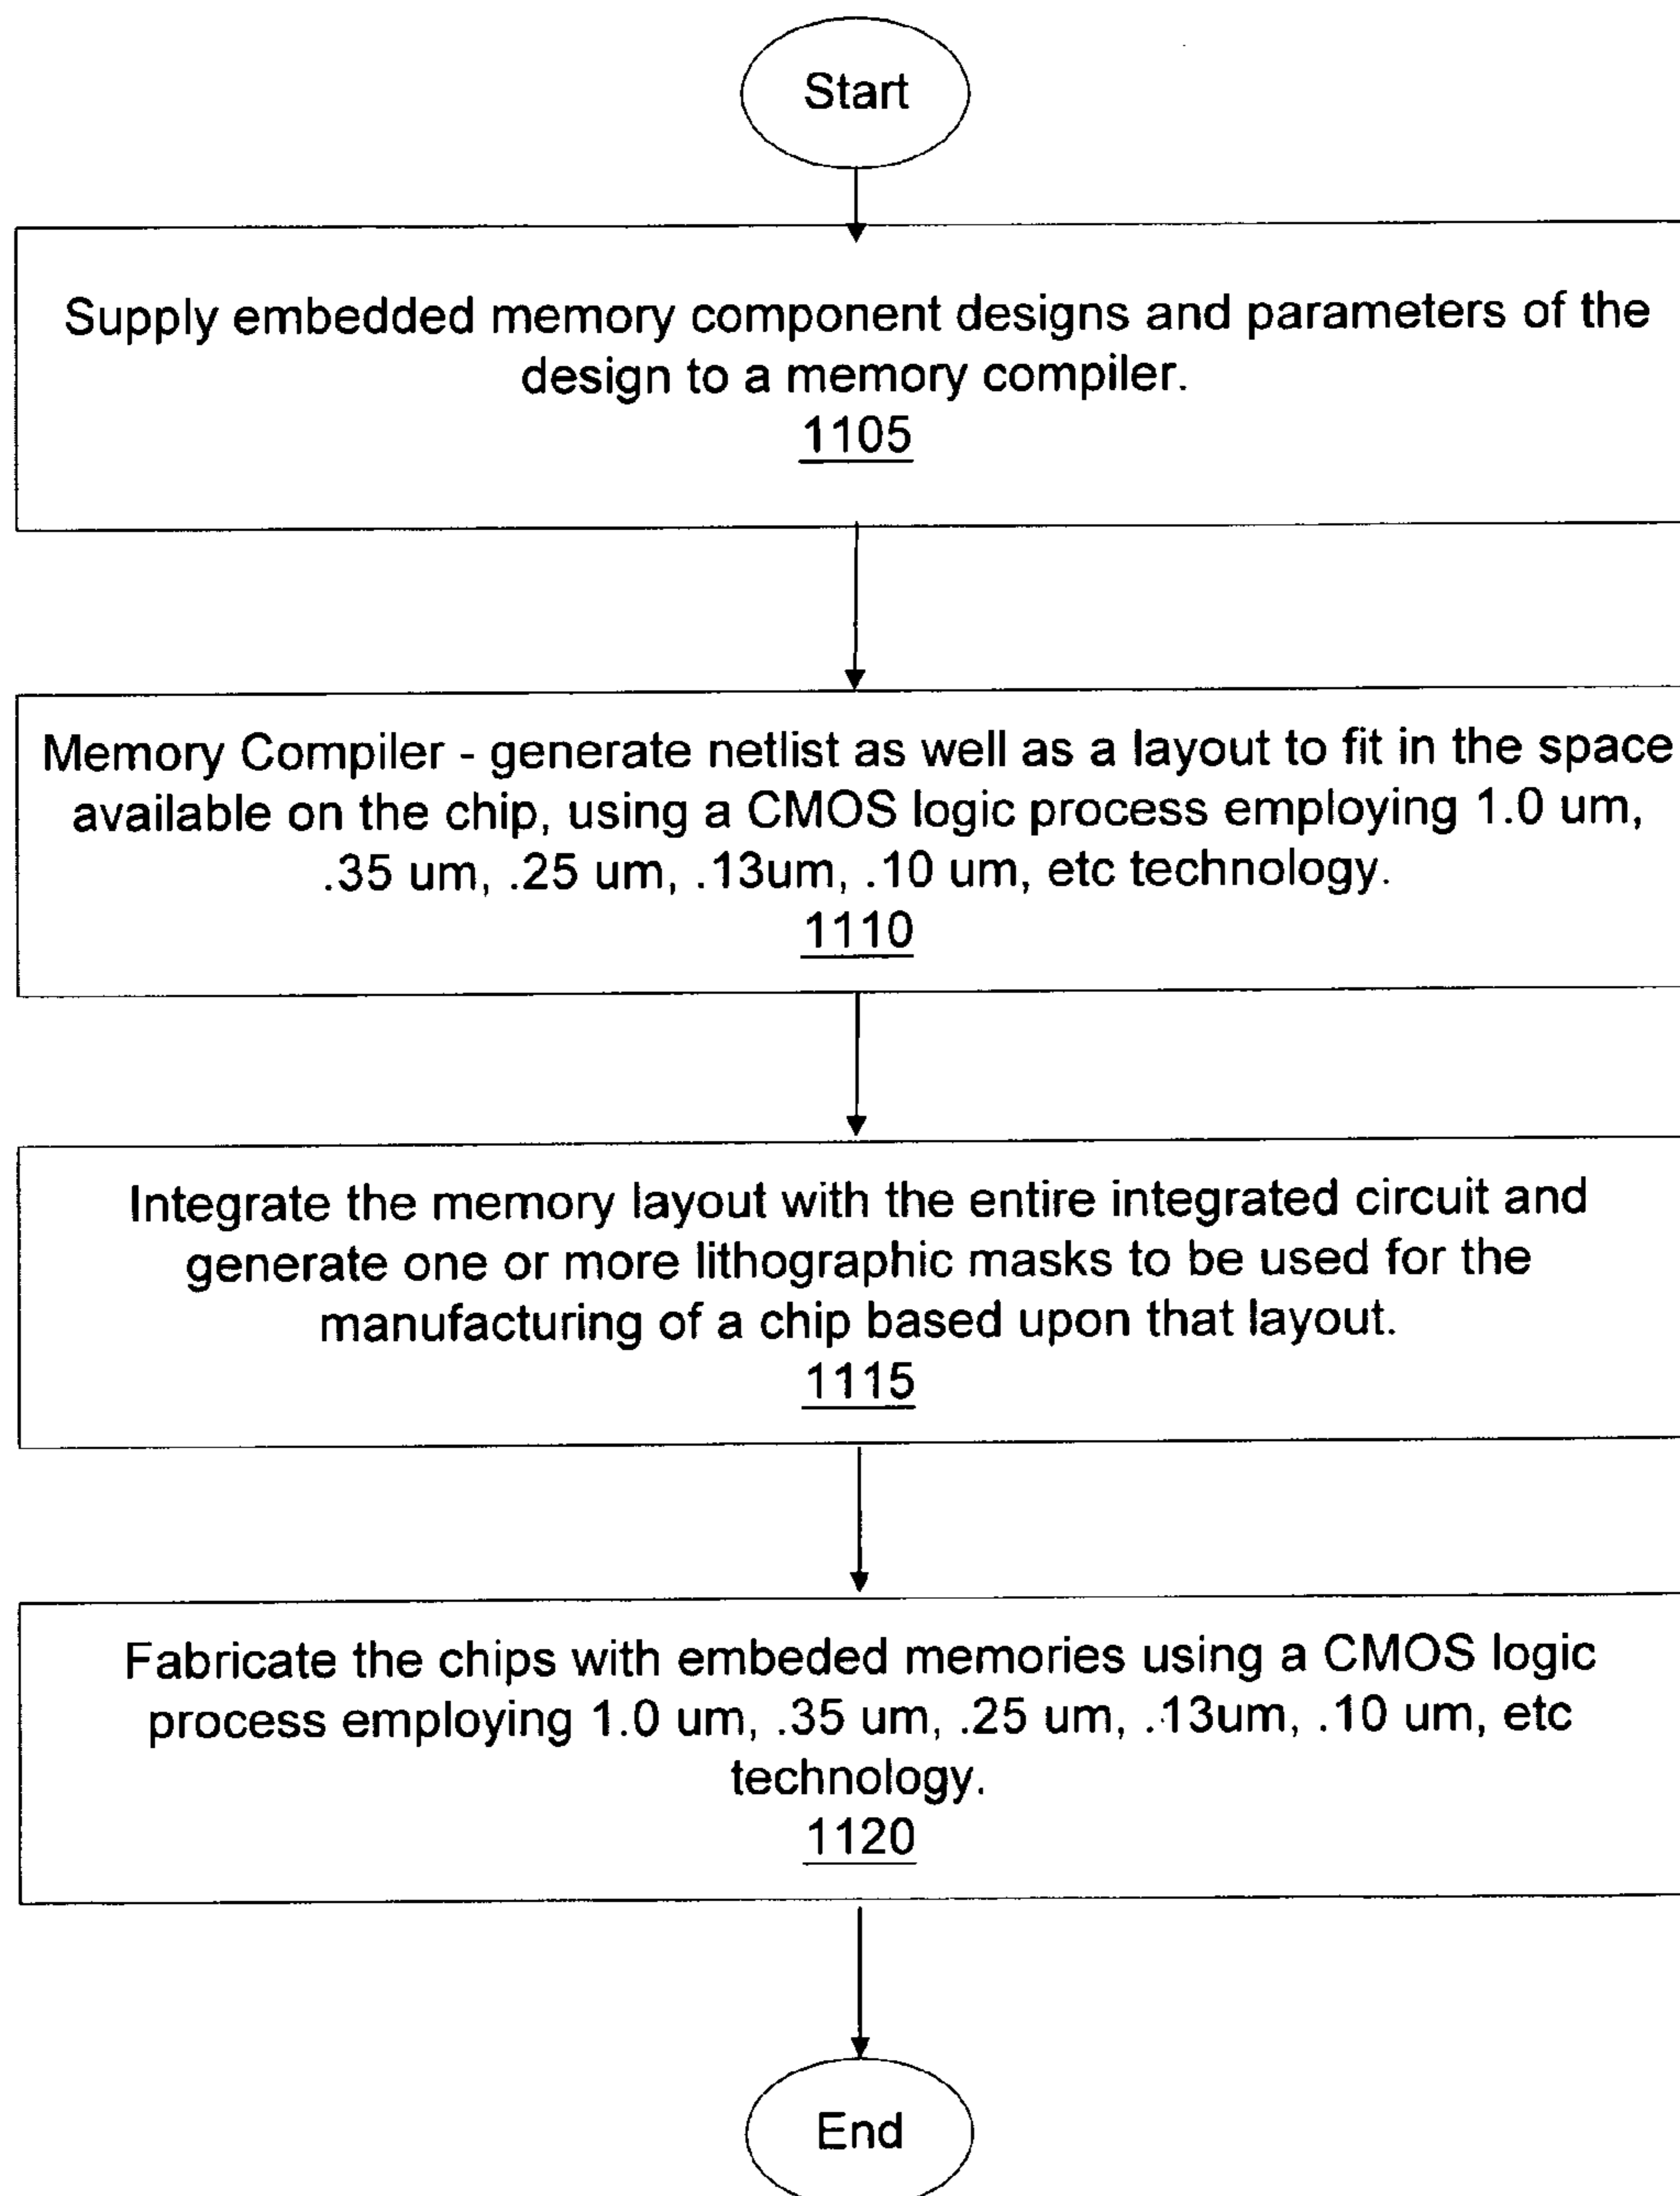 Start
Supply embedded memory component designs and parameters of the
design to a memory compiler.
1105
Memory Compiler - generate netlist as well as a layout to fit in the space
available on the chip, using a CMOS logic process employing 1.0 um,
.35 um, .25 um, .13um, .10 um, etc technology.
1110
Integrate the memory layout with the entire integrated circuit and
generate one or more lithographic masks to be used for the
manufacturing of a chip based upon that layout.
1115
Fabricate the chips with embeded memories using a CMOS logic
process employing 1.0 um, .35 um, .25 um, .13um, .10 um, etc
technology.
1120
End